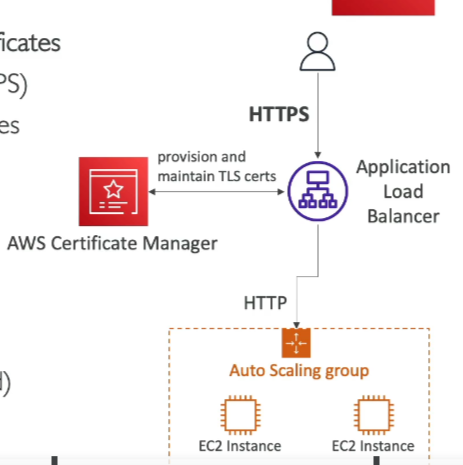 ficates
PS)
es
HTTPS
provision and
maintain TLS certs
Application
Load
Balancer
AWS Certificate Manager
HTTP
Auto Scaling group
EC2 Instance
EC2 Instance